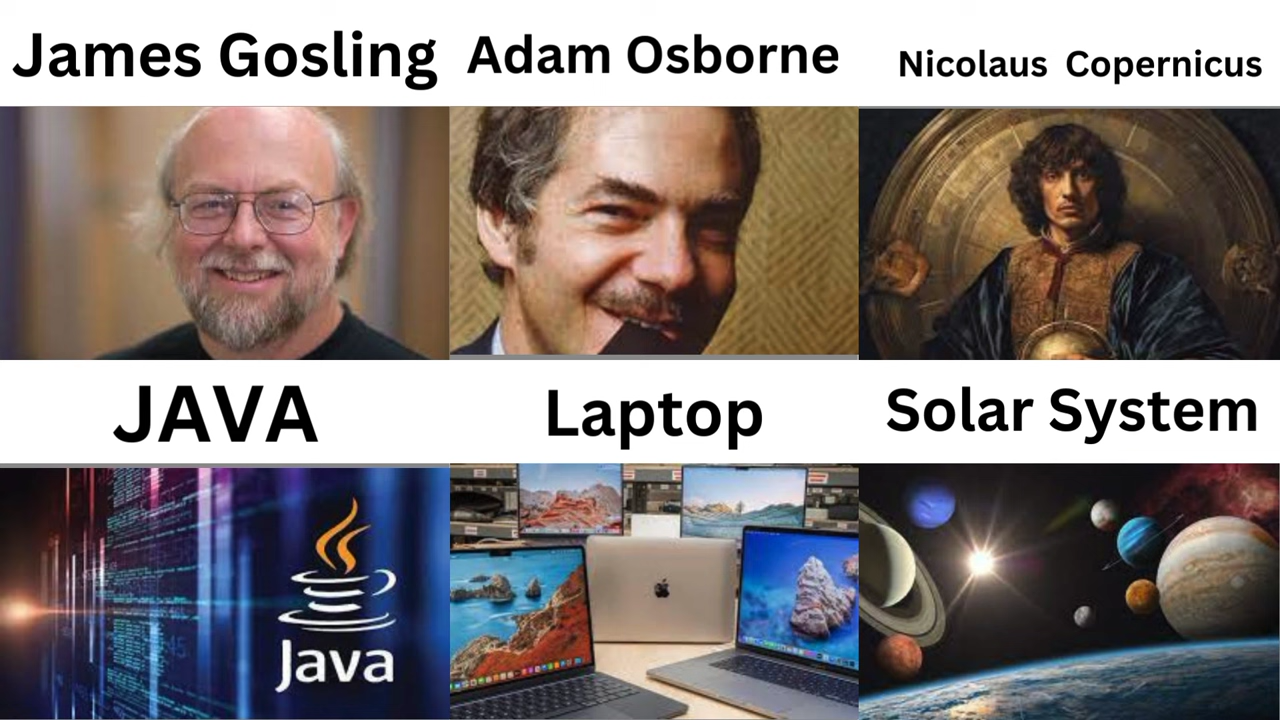 James Gosling
Adam Osborne
Nicolaus Copernicus
JAVA
Laptop
Solar System
Java